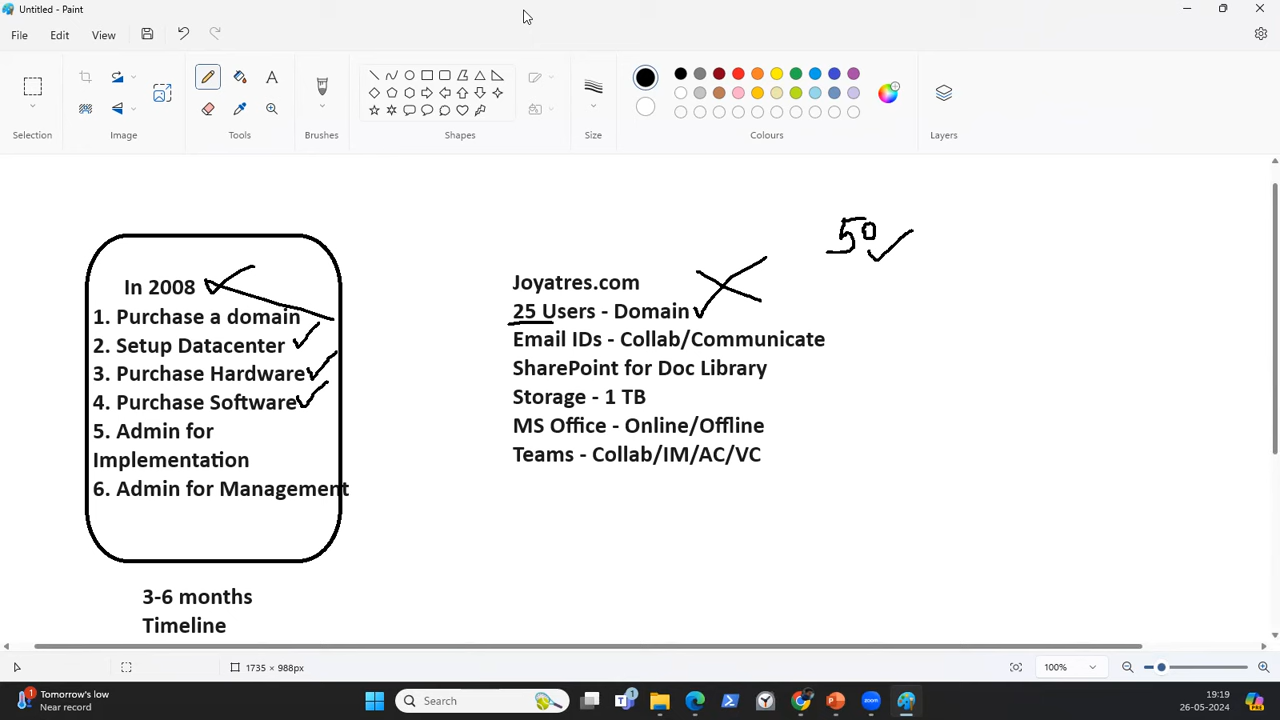 Untitled - Paint
File Edit View
Selection Image Tools Brushes Shapes Size Colours Layers
50
In 2008
1. Purchase a domain
2. Setup Datacenter
3. Purchase Hardware
4. Purchase Software
5. Admin for
Implementation
6. Admin for Management
3-6 months
Timeline
Joyatres.com
25 Users - Domain
Email IDs - Collab/Communicate
SharePoint for Doc Library
Storage - 1 TB
MS Office - Online/Offline
Teams - Collab/IM/AC/VC
1735 × 988px
100%
1
Tomorrow's low
Near record
Search
1
19:19
26-05-2024